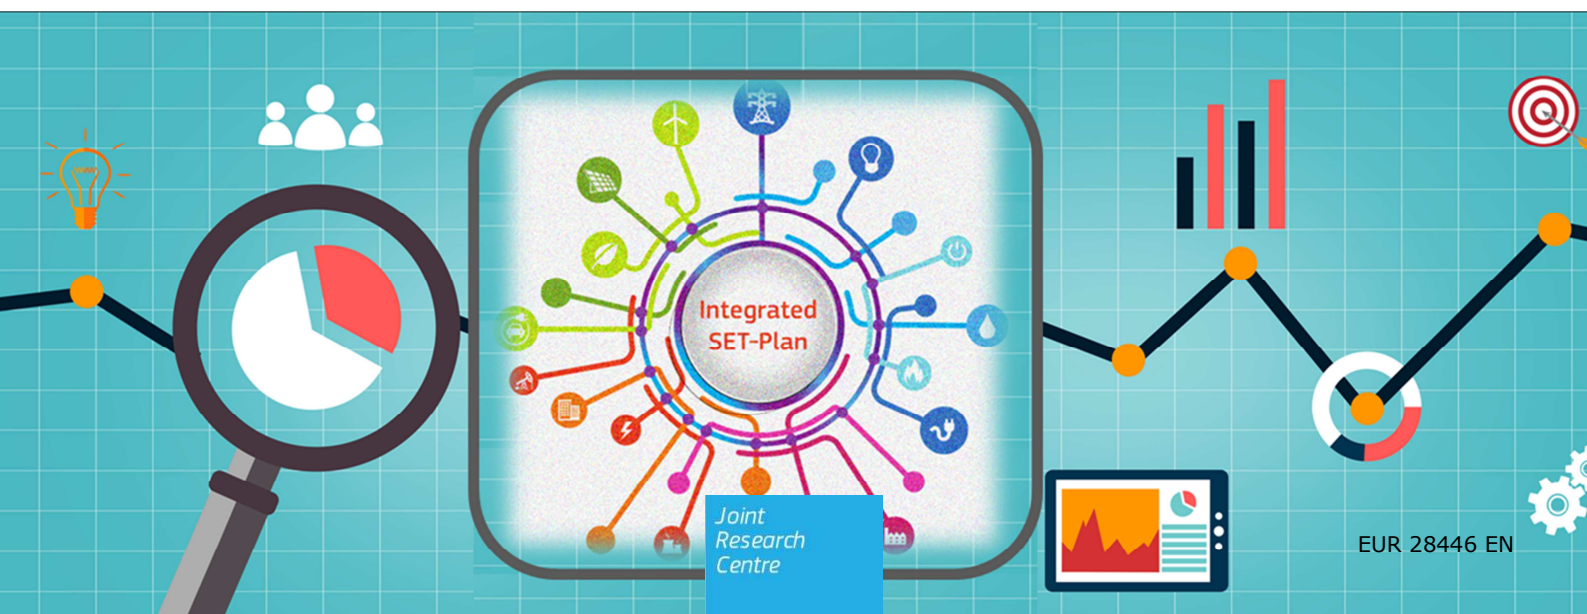 Integrated
SET-Plan
Joint
Research
Centre
EUR 28446 EN